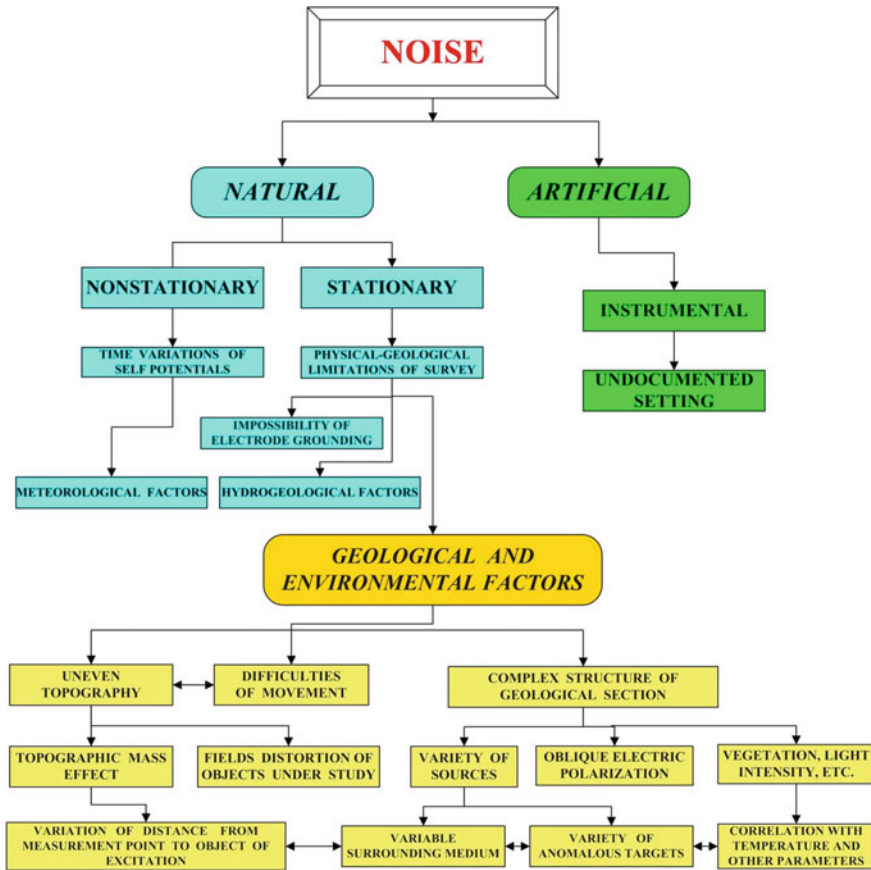 NOISE
NATURAL
ARTIFICIAL
NONSTATIONARY
STATIONARY
INSTRUMENTAL
TIME VARIATIONS OF
SELF POTENTIALS
PHYSICAL-GEOLOGICAL
LIMITATIONS OF SURVEY
UNDOCUMENTED
SETTING
IMPOSSIBILITY OF
ELECTRODE GROUNDING
METEOROLOGICAL FACTORS
HYDROGEOLOGICAL FACTORS
GEOLOGICAL AND
ENVIRONMENTAL FACTORS
UNEVEN
TOPOGRAPHY
DIFFICULTIES
OF MOVEMENT
COMPLEX STRUCTURE OF
GEOLOGICAL SECTION
TOPOGRAPHIC MASS
EFFECT
FIELDS DISTORTION OF
OBJECTS UNDER STUDY
VARIETY OF
SOURCES
OBLIQUE ELECTRIC
POLARIZATION
VEGETATION, LIGHT
INTENSITY, ETC.
VARIATION OF DISTANCE FROM
MEASUREMENT POINT TO OBJECT OF
EXCITATION
VARIABLE
SURROUNDING MEDIUM
VARIETY OF
ANOMALOUS TARGETS
CORRELATION WITH
TEMPERATURE AND
OTHER PARAMETERS